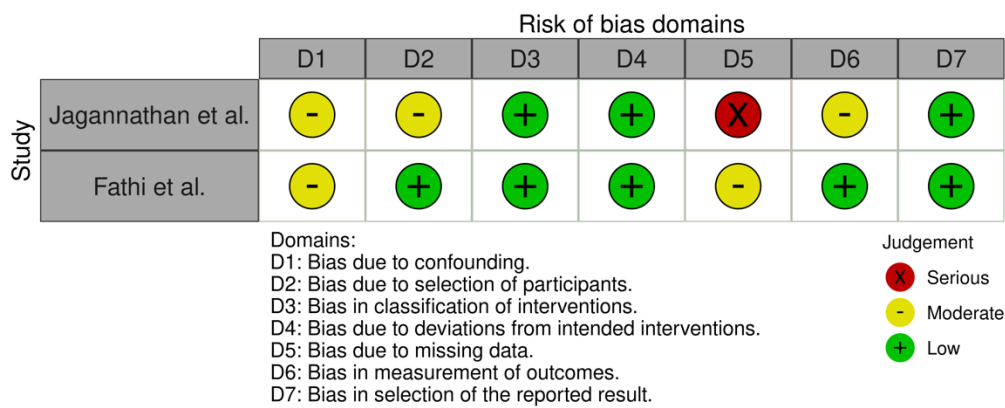 Risk of bias domains
D1 D2 D3 D4 D5 D6 D7
Study
Jagannathan et al. - - + + X - +
Fathi et al. - + + + - + +
Domains:
D1: Bias due to confounding.
D2: Bias due to selection of participants.
D3: Bias in classification of interventions.
D4: Bias due to deviations from intended interventions.
D5: Bias due to missing data.
D6: Bias in measurement of outcomes.
D7: Bias in selection of the reported result.
Judgement
X Serious
- Moderate
+ Low